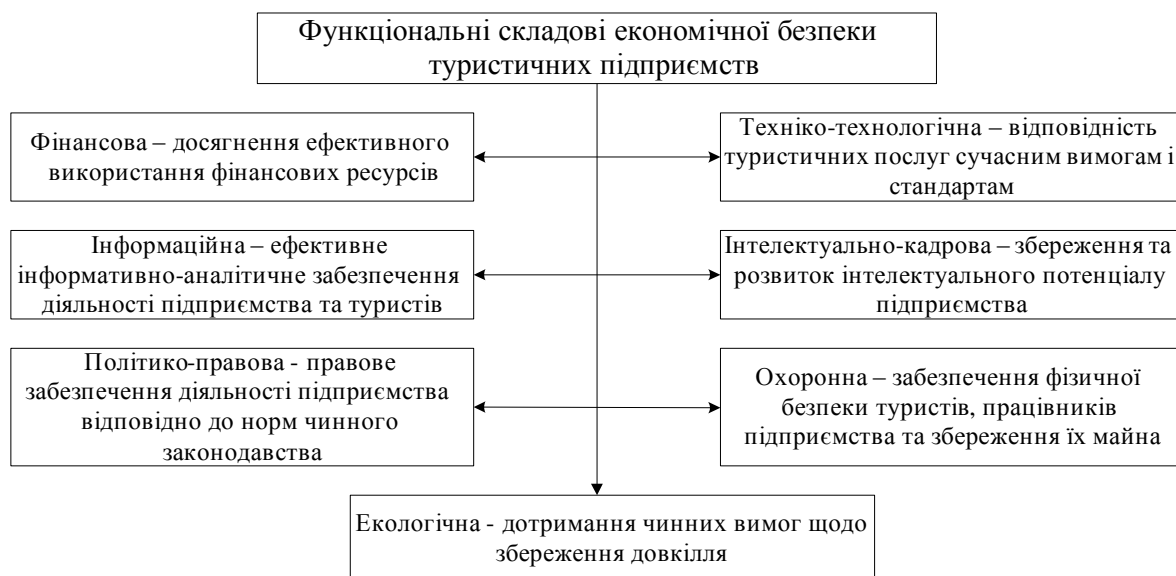 Функціональні складові економічної безпеки
туристичних підприємств
Фінансова – досягнення ефективного
використання фінансових ресурсів
Техніко-технологічна – відповідність
туристичних послуг сучасним вимогам і
стандартам
Інформаційна – ефективне
інформативно-аналітичне забезпечення
діяльності підприємства та туристів
Інтелектуально-кадрова – збереження та
розвиток інтелектуального потенціалу
підприємства
Політико-правова - правове
забезпечення діяльності підприємства
відповідно до норм чинного
законодавства
Охоронна – забезпечення фізичної
безпеки туристів, працівників
підприємства та збереження їх майна
Екологічна - дотримання чинних вимог щодо
збереження довкілля